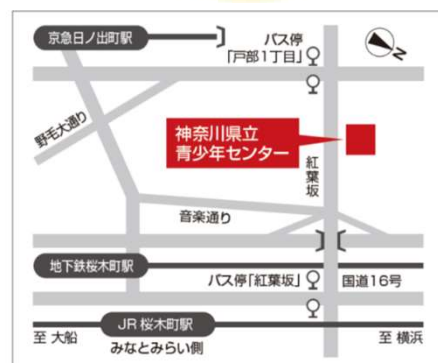 京急日ノ出町駅
バス停
「戸部1丁目」
N
野毛大通り
神奈川県立
青少年センター
紅葉坂
音楽通り
地下鉄桜木町駅
バス停「紅葉坂」
国道16号
JR 桜木町駅
至 大船
みなとみらい側
至 横浜